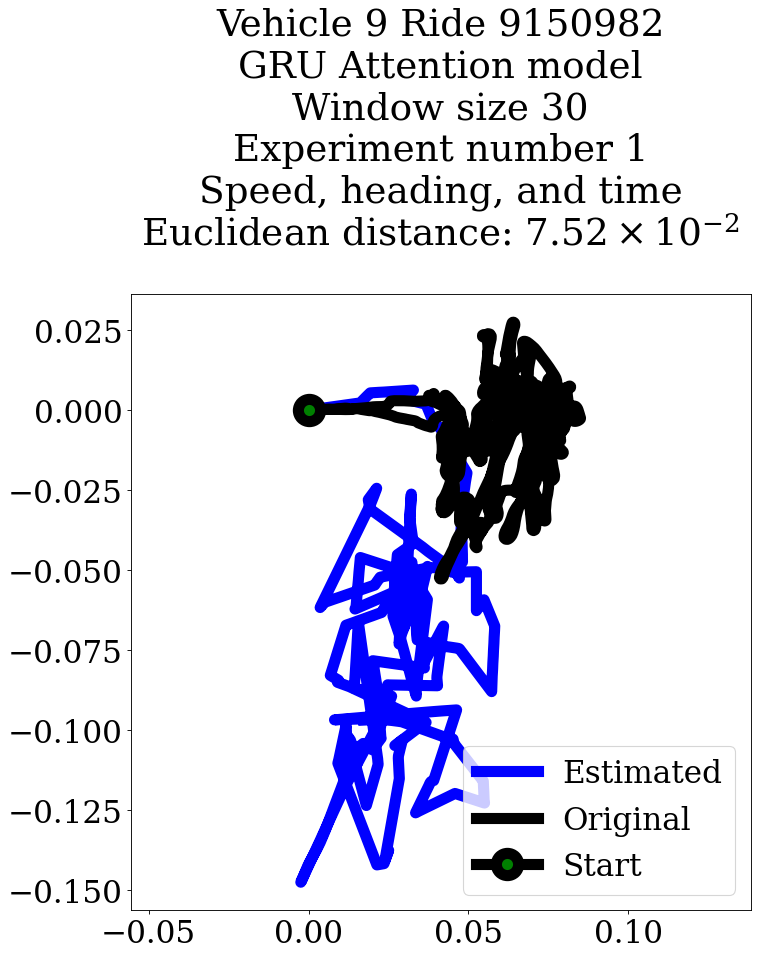 Vehicle 9 Ride 9150982
GRU Attention model
Window size 30
Experiment number 1
Speed, heading, and time
Euclidean distance: 7.52 × 10⁻²
0.025
0.000
−0.025
−0.050
−0.075
−0.100
−0.125
−0.150
Estimated
Original
Start
−0.05
0.00
0.05
0.10